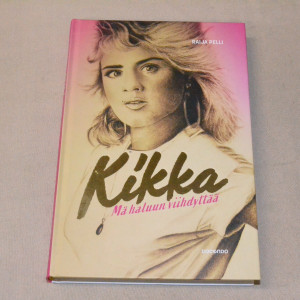 RAIJA PELLI
Kikka
Mä haluun viihdyttää
docendo